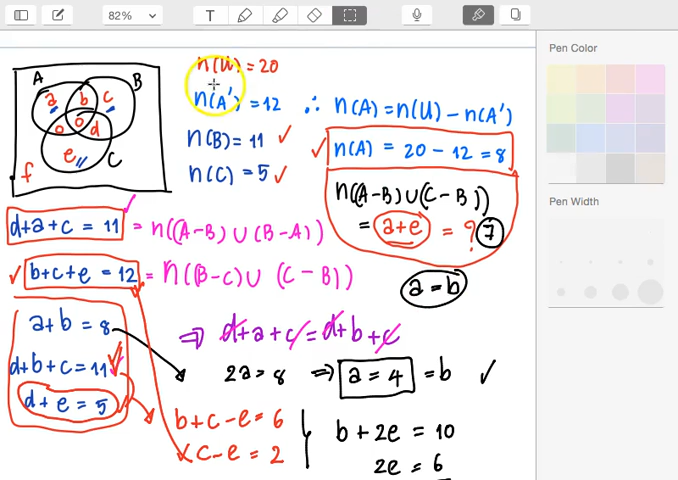 82%
T
Pen Color
Pen Width
A
B
C
a
b
c
o
o
d
e
f
n(U) = 20
n(A') = 12 ∴ n(A) = n(U) - n(A')
n(B) = 11 ✓
n(C) = 5 ✓
✓ n(A) = 20 - 12 = 8
n((A-B) ∪ (C-B))
= a+e = ? 7
a = b
d+a+c = 11 ✓ = n((A-B) ∪ (B-A))
✓ b+c+e = 12 = n(B-C) ∪ (C-B))
a+b = 8
d+b+c = 11 ✓
d+e = 5
⇒ d+a+c = d+b+c
2a = 8 ⇒ a = 4 = b ✓
b+c-e = 6
c-e = 2
b+2e = 10
2e = 6